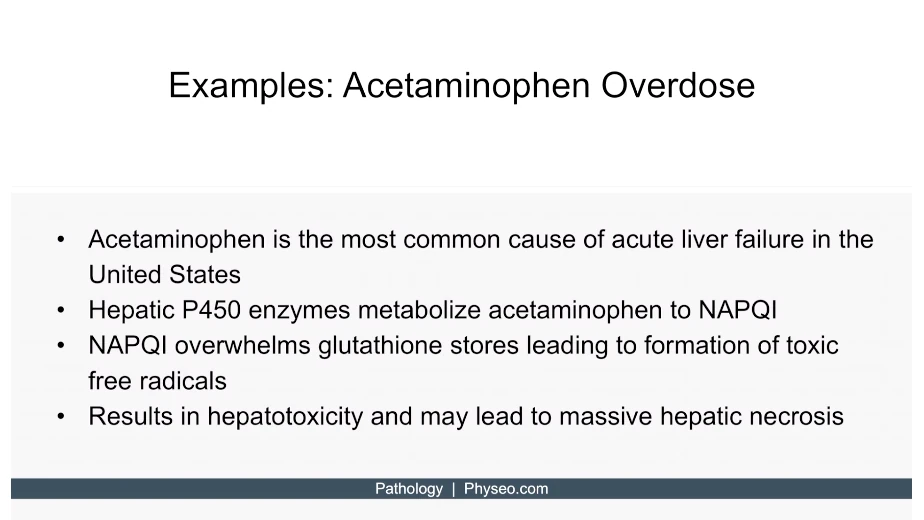 Examples: Acetaminophen Overdose
• Acetaminophen is the most common cause of acute liver failure in the
United States
• Hepatic P450 enzymes metabolize acetaminophen to NAPQI
• NAPQI overwhelms glutathione stores leading to formation of toxic
free radicals
• Results in hepatotoxicity and may lead to massive hepatic necrosis
Pathology | Physeo.com